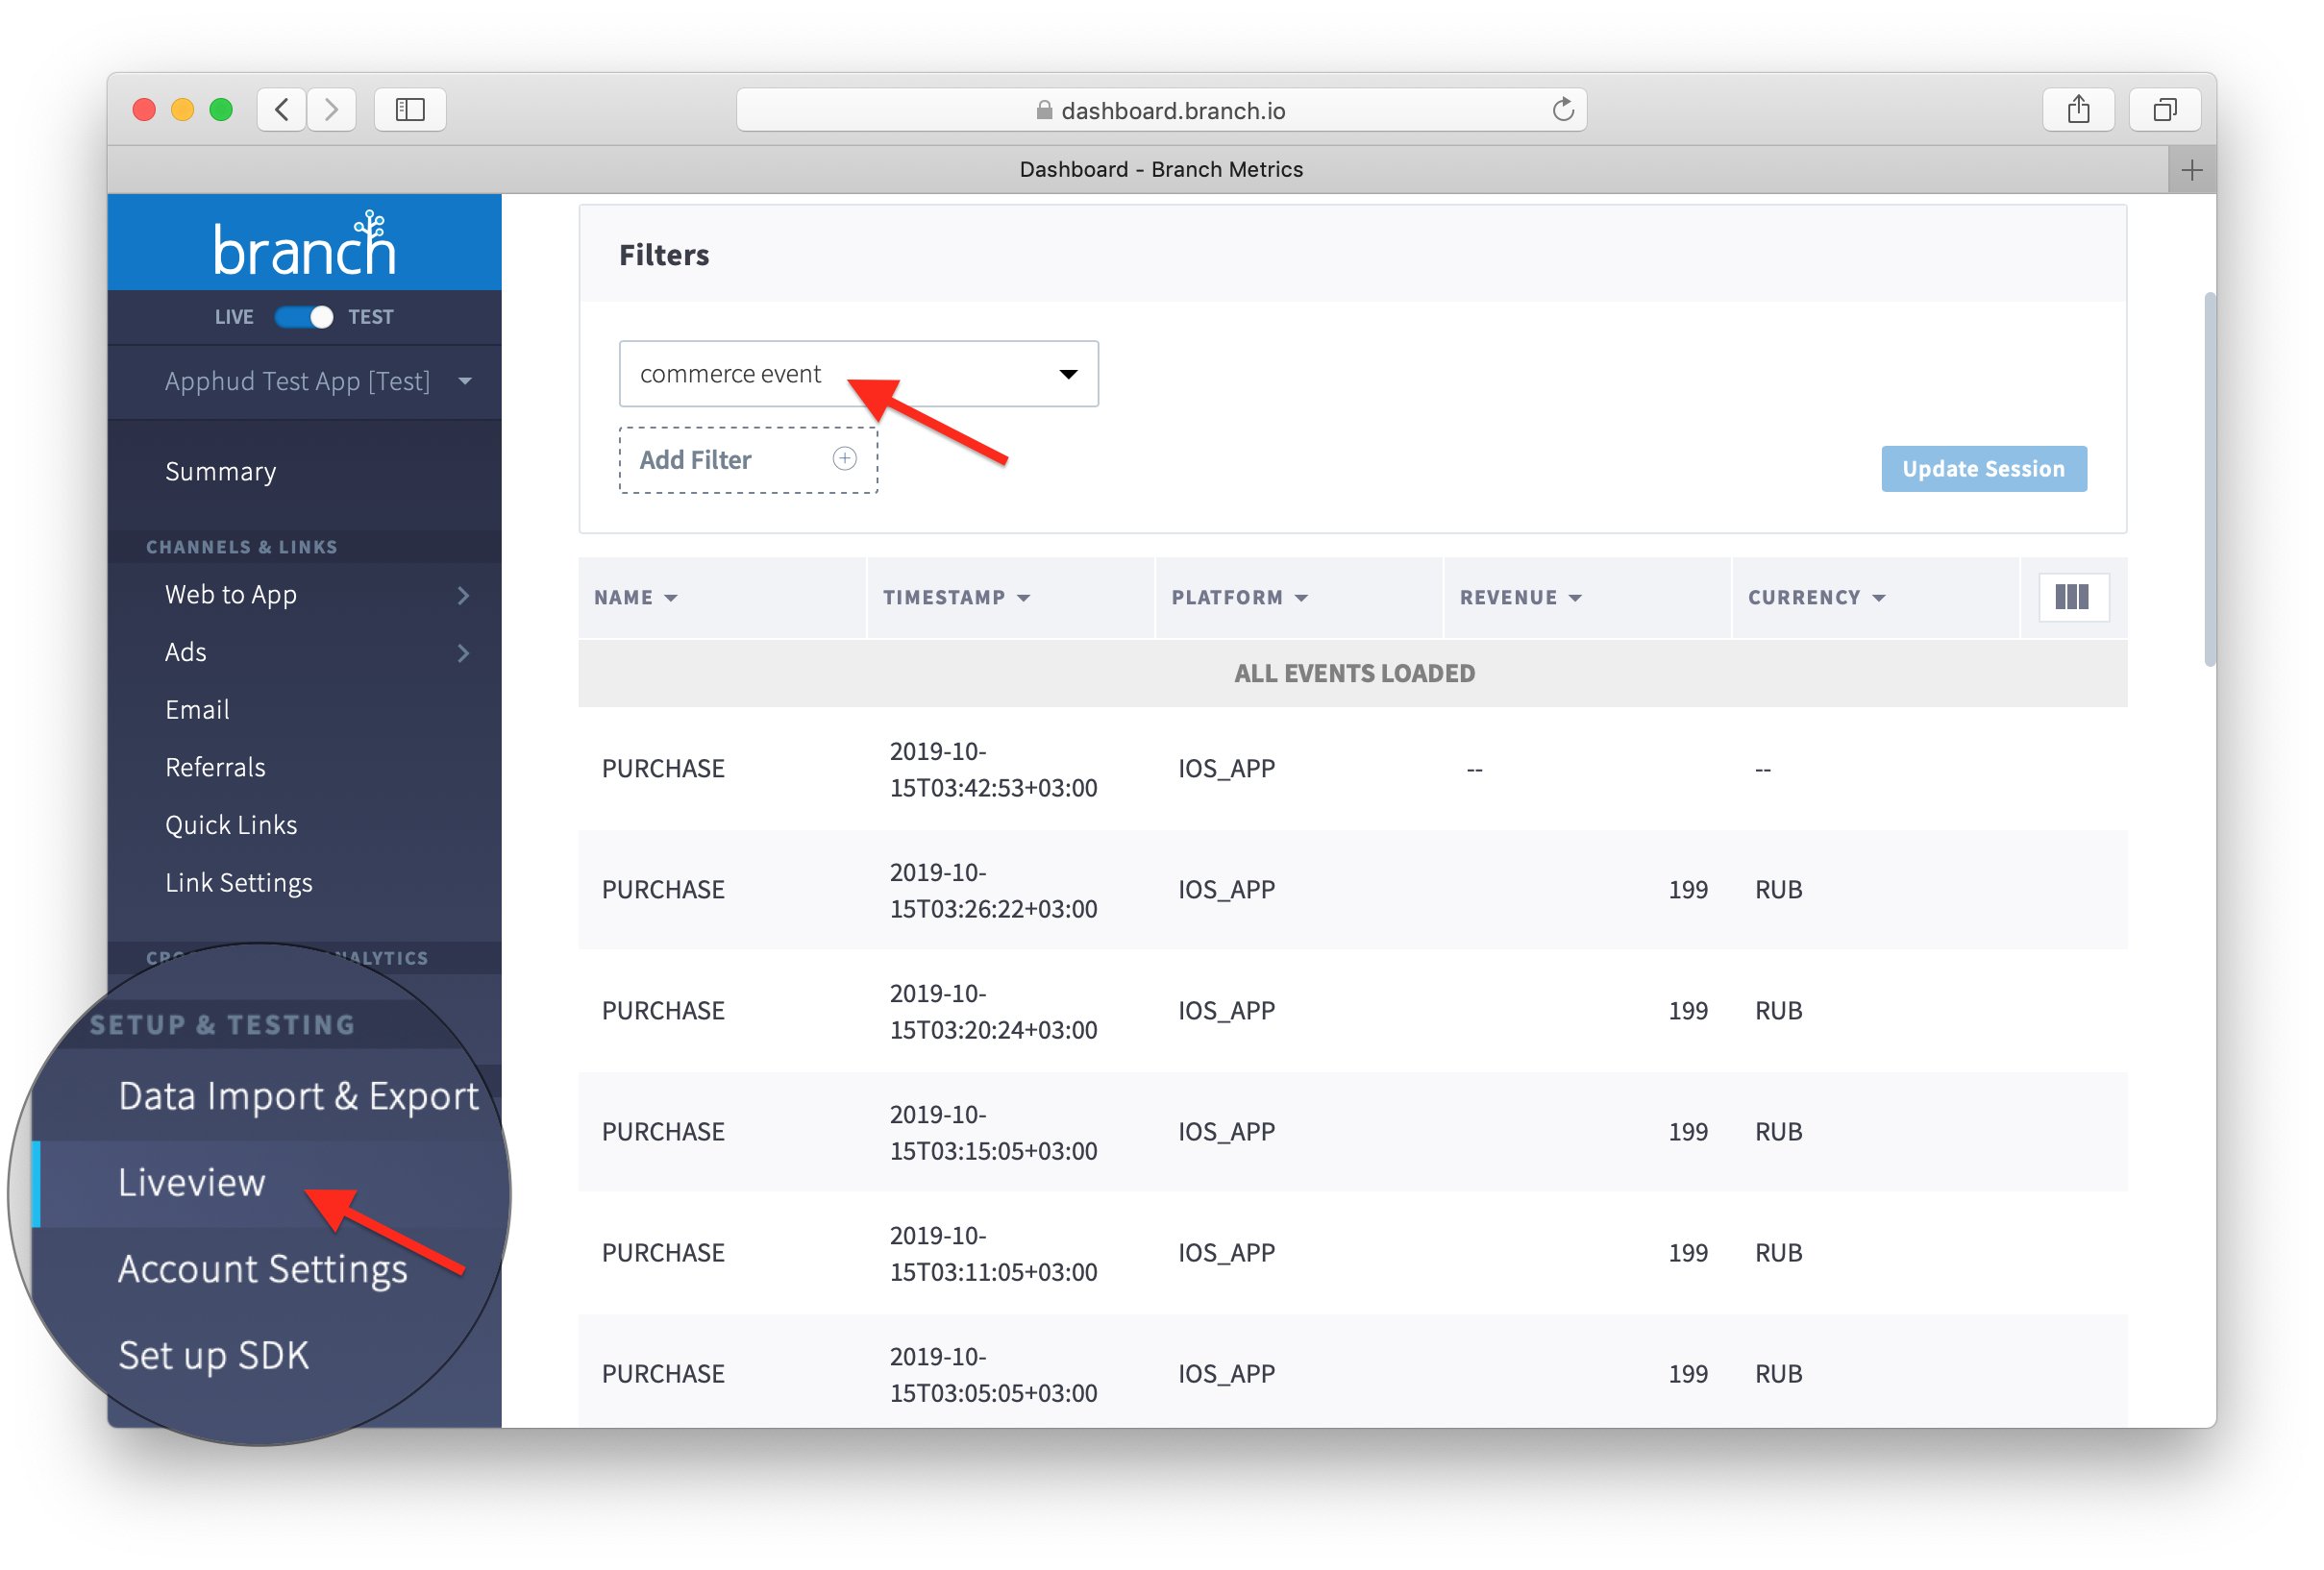 dashboard.branch.io
Dashboard - Branch Metrics
branch
LIVE TEST
Apphud Test App [Test]
Summary
CHANNELS & LINKS
Web to App
Ads
Email
Referrals
Quick Links
Link Settings
SETUP & TESTING
Data Import & Export
Liveview
Account Settings
Set up SDK
Filters
commerce event
Add Filter
Update Session
NAME TIMESTAMP PLATFORM REVENUE CURRENCY
ALL EVENTS LOADED
PURCHASE 2019-10-
15T03:42:53+03:00 IOS_APP -- --
PURCHASE 2019-10-
15T03:26:22+03:00 IOS_APP 199 RUB
PURCHASE 2019-10-
15T03:20:24+03:00 IOS_APP 199 RUB
PURCHASE 2019-10-
15T03:15:05+03:00 IOS_APP 199 RUB
PURCHASE 2019-10-
15T03:11:05+03:00 IOS_APP 199 RUB
PURCHASE 2019-10-
15T03:05:05+03:00 IOS_APP 199 RUB